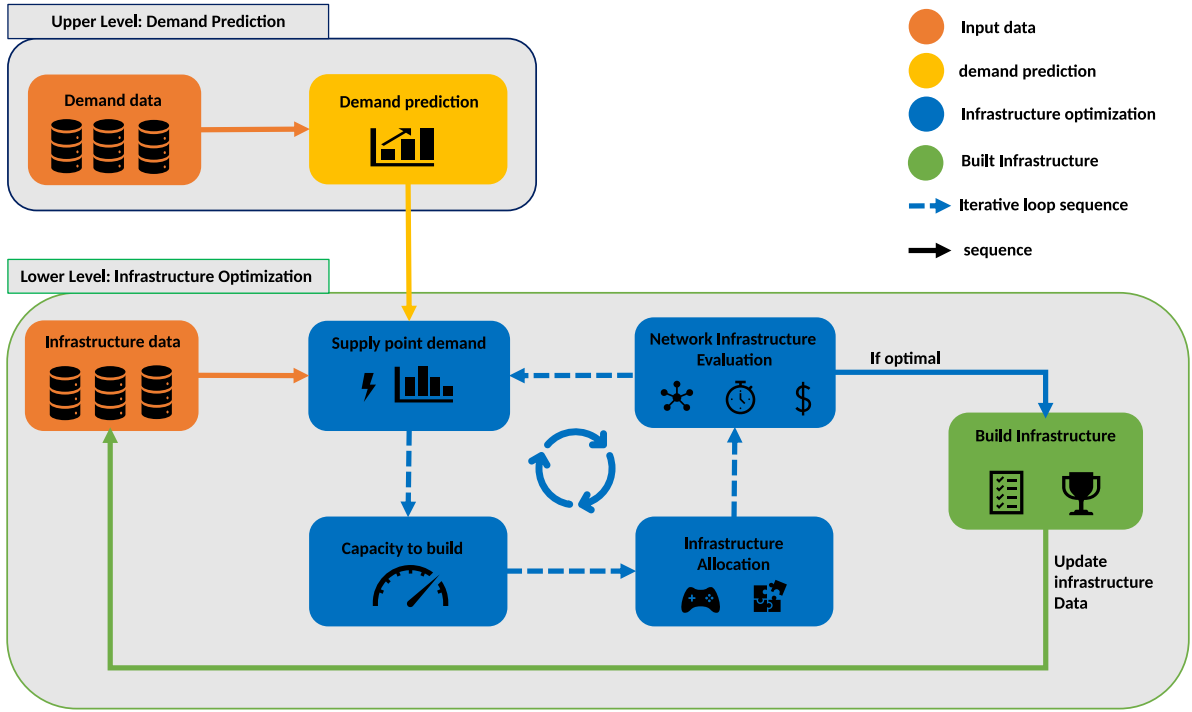 Upper Level: Demand Prediction
Demand data
Demand prediction
Input data
demand prediction
Infrastructure optimization
Built Infrastructure
Iterative loop sequence
sequence
Lower Level: Infrastructure Optimization
Infrastructure data
Supply point demand
Network Infrastructure
Evaluation
$
If optimal
Build Infrastructure
Capacity to build
Infrastructure
Allocation
Update
infrastructure
Data